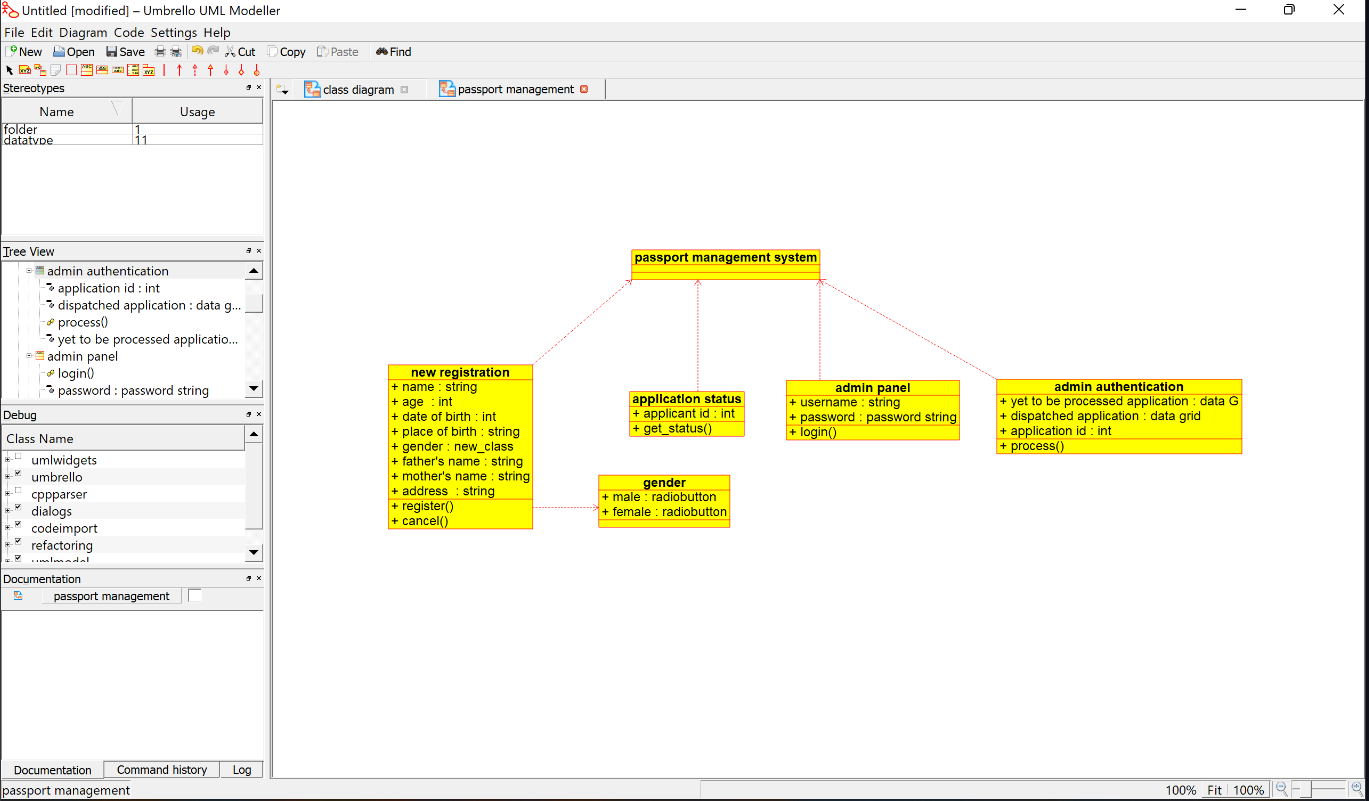 Untitled [modified] – Umbrello UML Modeller
File Edit Diagram Code Settings Help
New Open Save Cut Copy Paste Find
Stereotypes
Name Usage
folder 1
datatype 11
Tree View
admin authentication
application id : int
dispatched application : data g...
process()
yet to be processed applicatio...
admin panel
login()
password : password string
Debug
Class Name
umlwidgets
umbrello
cppparser
dialogs
codeimport
refactoring
umlmodel
Documentation
passport management
Documentation Command history Log
passport management
class diagram
passport management
passport management system
new registration
+ name : string
+ age : int
+ date of birth : int
+ place of birth : string
+ gender : new_class
+ father's name : string
+ mother's name : string
+ address : string
+ register()
+ cancel()
application status
+ applicant id : int
+ get_status()
gender
+ male : radiobutton
+ female : radiobutton
admin panel
+ username : string
+ password : password string
+ login()
admin authentication
+ yet to be processed application : data G
+ dispatched application : data grid
+ application id : int
+ process()
100% Fit 100%